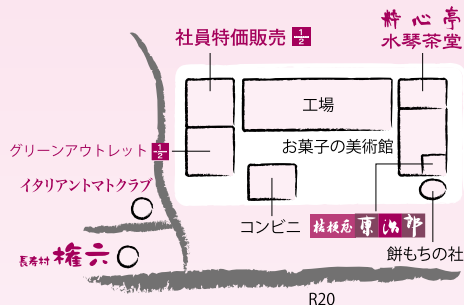 粋心亭
水琴茶堂
社員特価販売 1/2
工場
お菓子の美術館
グリーンアウトレット 1/2
イタリアントマトクラブ
コンビニ
桔梗屋 東治郎
餅もちの社
長寿村 権六
R20